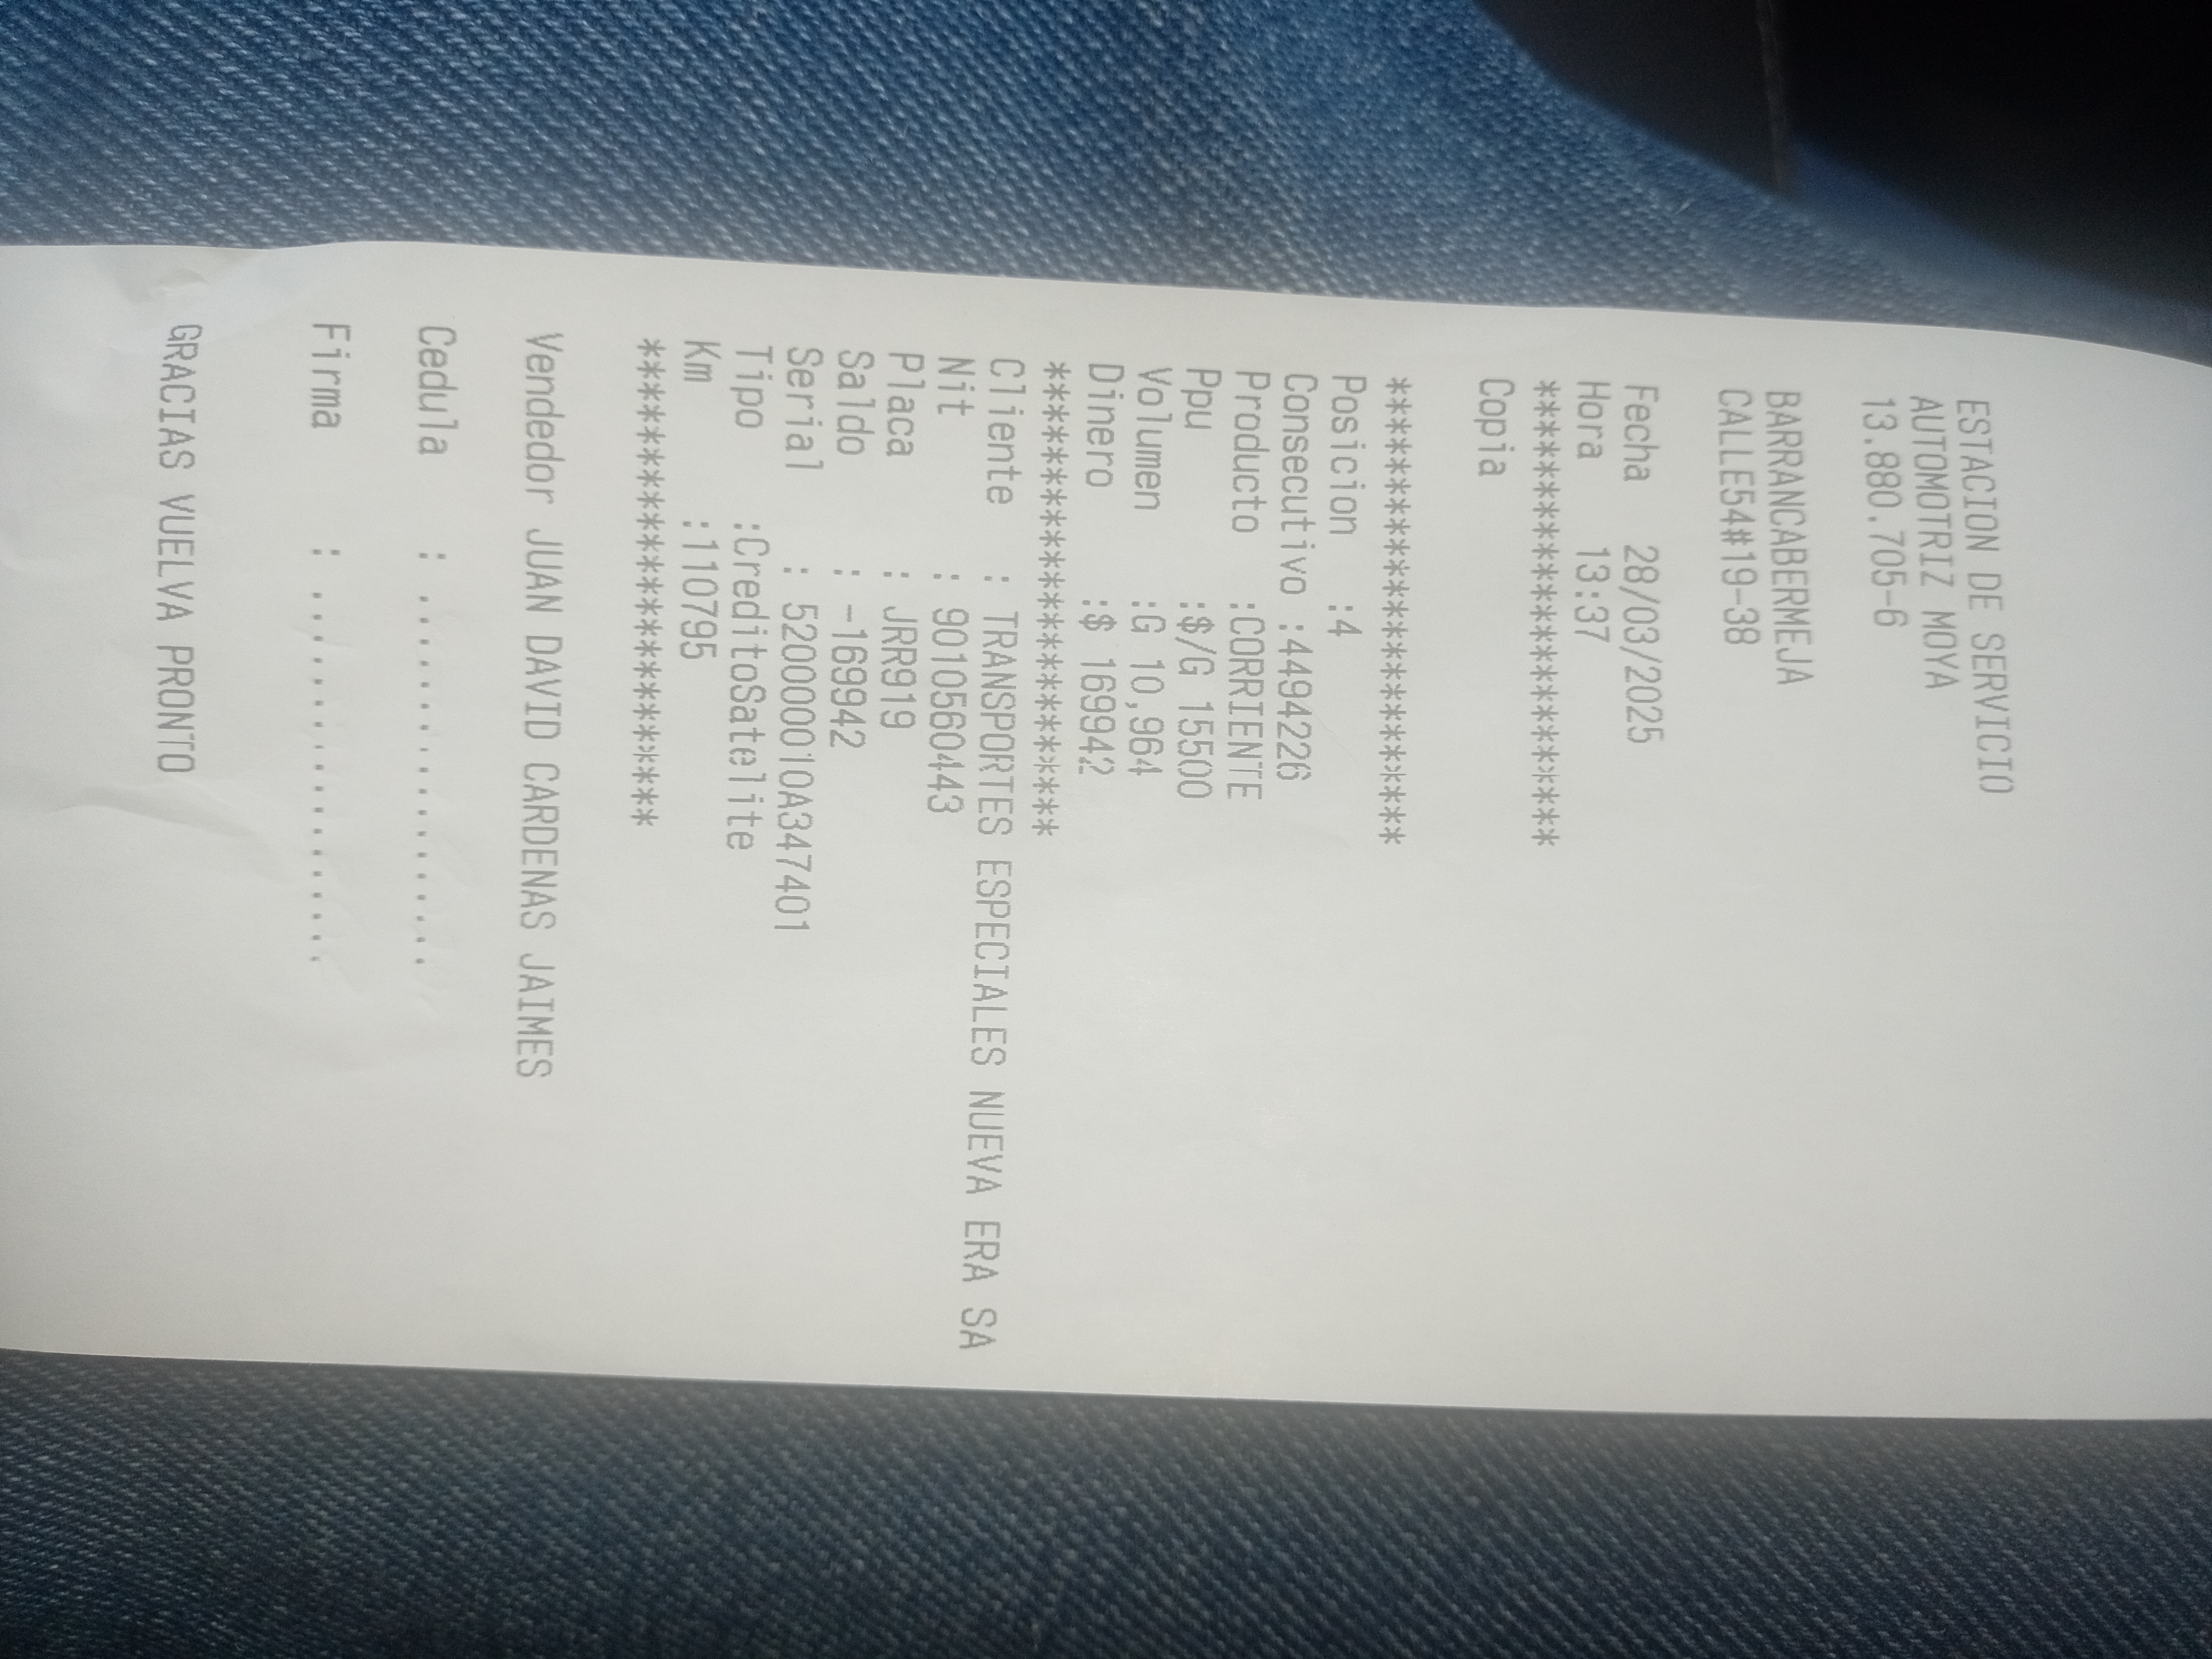 ESTACION DE SERVICIO
AUTOMOTRIZ MOYA
13.880.705-6
BARRANCABERMEJA
CALLE54#19-38
Fecha 28/03/2025
Hora 13:37
****************************
Copia
****************************
Posicion :4
Consecutivo :4494226
Producto :CORRIENTE
Ppu :$/G 15500
Volumen :G 10,964
Dinero :$ 169942
****************************
Cliente : TRANSPORTES ESPECIALES NUEVA ERA SA
Nit : 9010560443
Placa : JRR919
Saldo : -169942
Serial : 520000010A347401
Tipo :CreditoSatelite
Km :110795
****************************
Vendedor JUAN DAVID CARDENAS JAIMES
Cedula : ...............
Firma : ...............
GRACIAS VUELVA PRONTO